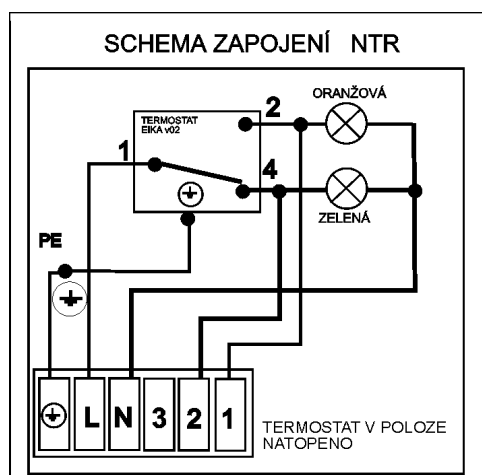 SCHEMA ZAPOJENÍ NTR
ORANŽOVÁ
TERMOSTAT
EIKA v02
2
1
4
ZELENÁ
PE
L N 3 2 1
TERMOSTAT V POLOZE
NATOPENO